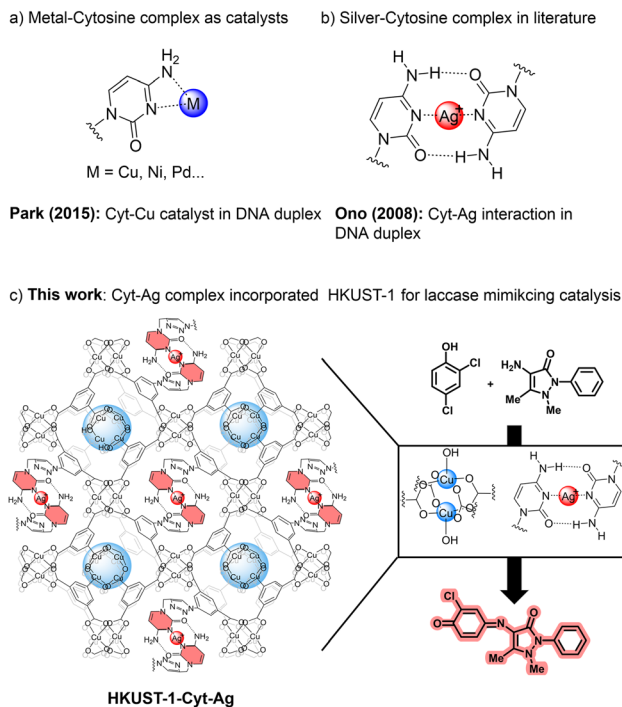 a) Metal-Cytosine complex as catalysts
b) Silver-Cytosine complex in literature
NH2
N
N
M
O
M = Cu, Ni, Pd...
H
N
H
O
N
N
Ag+
N
N
O
H
N
H
Park (2015): Cyt-Cu catalyst in DNA duplex
Ono (2008): Cyt-Ag interaction in
DNA duplex
c) This work: Cyt-Ag complex incorporated HKUST-1 for laccase mimikcing catalysis
OH
Cl
Cl
+
H2N
O
N
N
Me
Me
OH
Cu
Cu
OH
H
N
H
O
N
N
Ag+
N
N
O
H
N
H
Cl
O
N
O
N
N
Me
Me
HKUST-1-Cyt-Ag